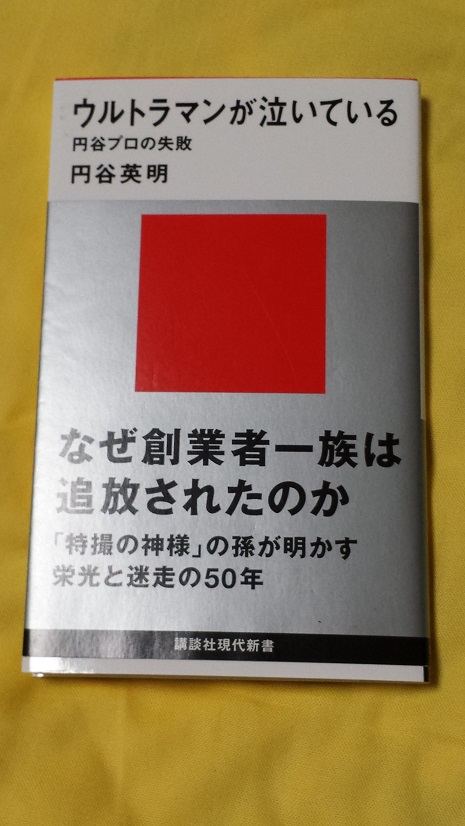 ウルトラマンが泣いている
円谷プロの失敗
円谷英明
なぜ創業者一族は
追放されたのか
「特撮の神様」の孫が明かす
栄光と迷走の50年
講談社現代新書